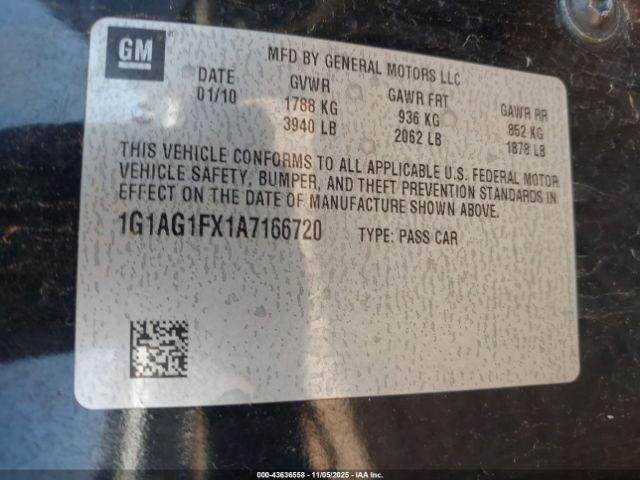 GM
MFD BY GENERAL MOTORS LLC
DATE GVWR GAWR FRT GAWR RR
01/10 1788 KG 936 KG 852 KG
3940 LB 2062 LB 1878 LB
THIS VEHICLE CONFORMS TO ALL APPLICABLE U.S. FEDERAL MOTOR
VEHICLE SAFETY, BUMPER, AND THEFT PREVENTION STANDARDS IN
EFFECT ON THE DATE OF MANUFACTURE SHOWN ABOVE.
1G1AG1FX1A7166720 TYPE: PASS CAR
000-43636558 - 11/05/2025 - IAA Inc. ©